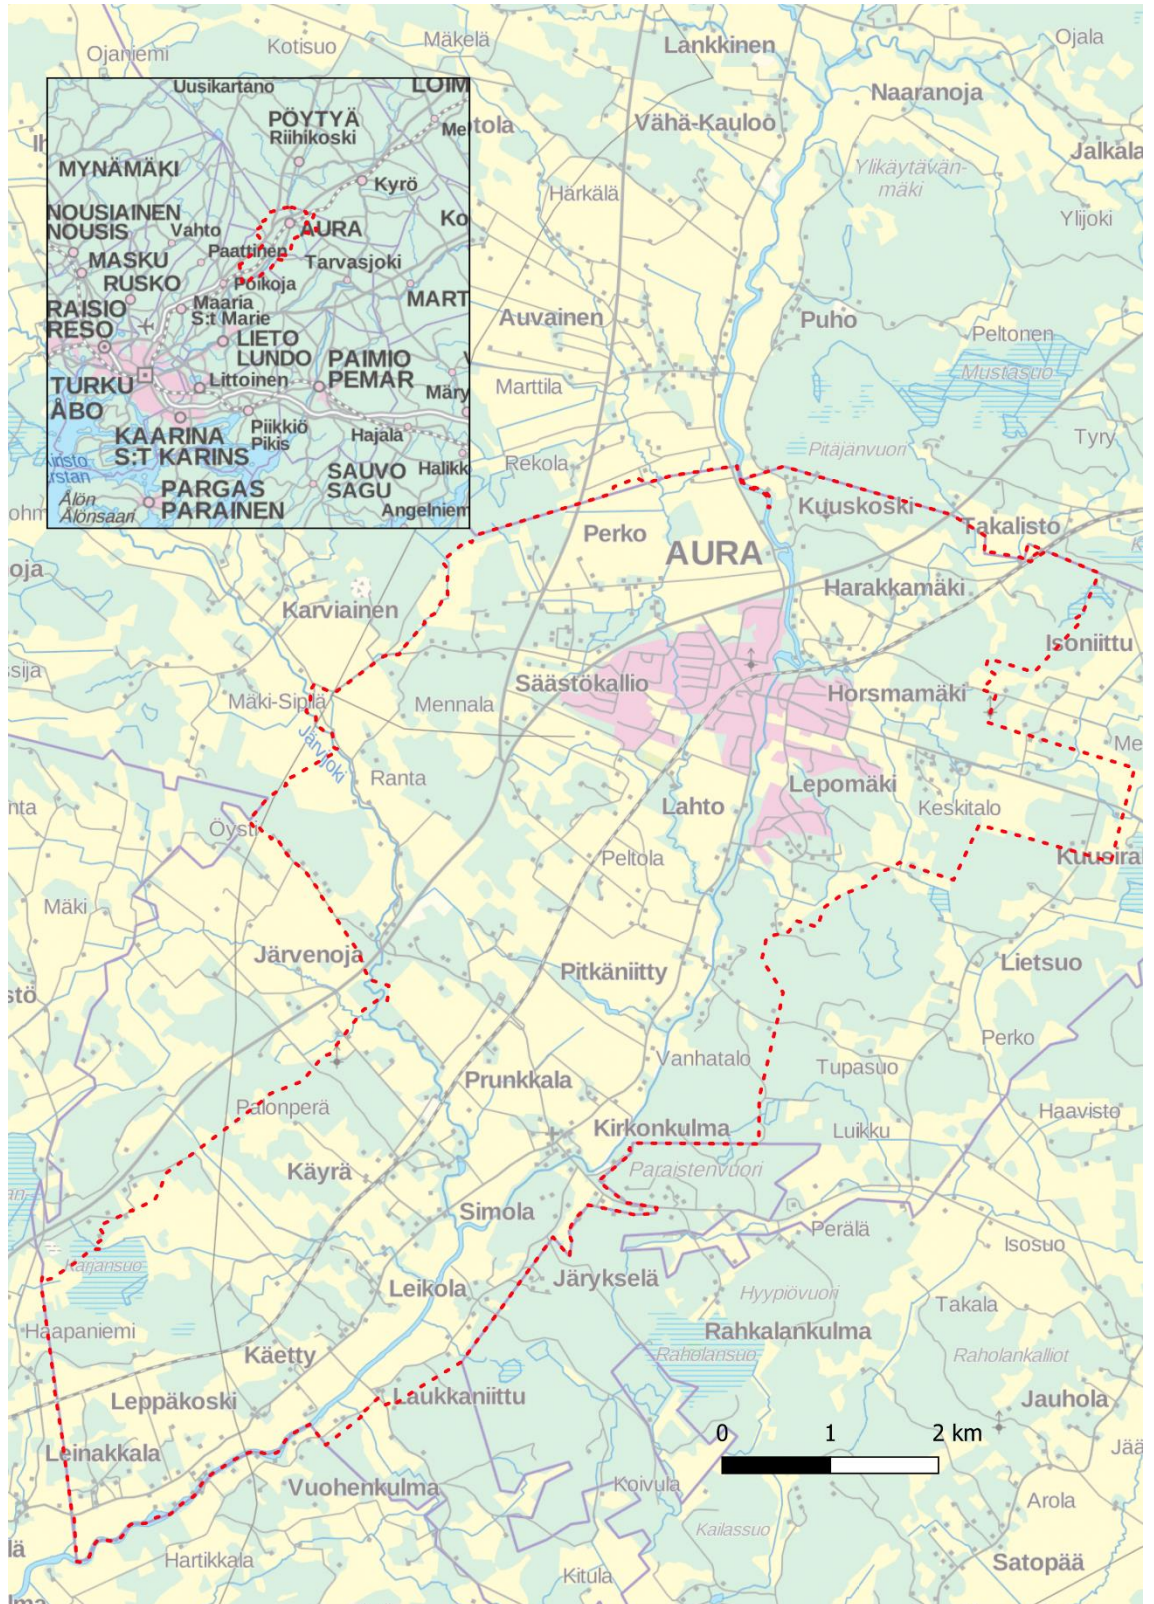 Ojaniemi
Kotisuo
Mäkelä
Lankkinen
Ojala
Naaranoja
Vähä-Kauloo
Jalkala
Härkälä
Ylikäytävän-
mäki
Ylijoki
Uusikartano
LOIM
PÖYTYÄ
Riihikoski
MYNÄMÄKI
Kyrö
NOUSIAINEN
NOUSIS
Vahto
AURA
MASKU
Paattinen
Tarvasjoki
RUSKO
Poikoja
MART
RAISIO
RESO
Maaria
S:t Marie
LIETO
LUNDO
PAIMIO
PEMAR
TURKU
ÅBO
Littoinen
Piikkiö
Pikis
KAARINA
S:T KARINS
Hajala
SAUVO
SAGU
Halikk
PARGAS
PARAINEN
Ålön
Ålönsaari
Angelniem
Auvainen
Puho
Peltonen
Marttila
Mustasuo
Tyry
Pitäjänvuori
Rekola
Kuuskoski
Takalisto
Perko
AURA
Harakkamäki
Karviainen
Isoniittu
Säästökallio
Horsmamäki
Mäki-Sipilä
Mennala
Järvijoki
Ranta
Lepomäki
Lahto
Keskitalo
Öysti
Peltola
Mäki
Järvenoja
Pitkäniitty
Lietsuo
Perko
Vanhatalo
Tupasuo
Prunkkala
Palonperä
Haavisto
Kirkonkulma
Luikku
Paraistenvuori
Käyrä
Simola
Perälä
Isosuo
Karjansuo
Järykselä
Leikola
Hyypiövuori
Takala
Haapaniemi
Rahkalankulma
Käetty
Raholansuo
Raholankalliot
Leppäkoski
Laukkaniittu
Jauhola
0 1 2 km
Leinakkala
Vuohenkulma
Koivula
Arola
Kailassuo
Hartikkala
Kitula
Satopää